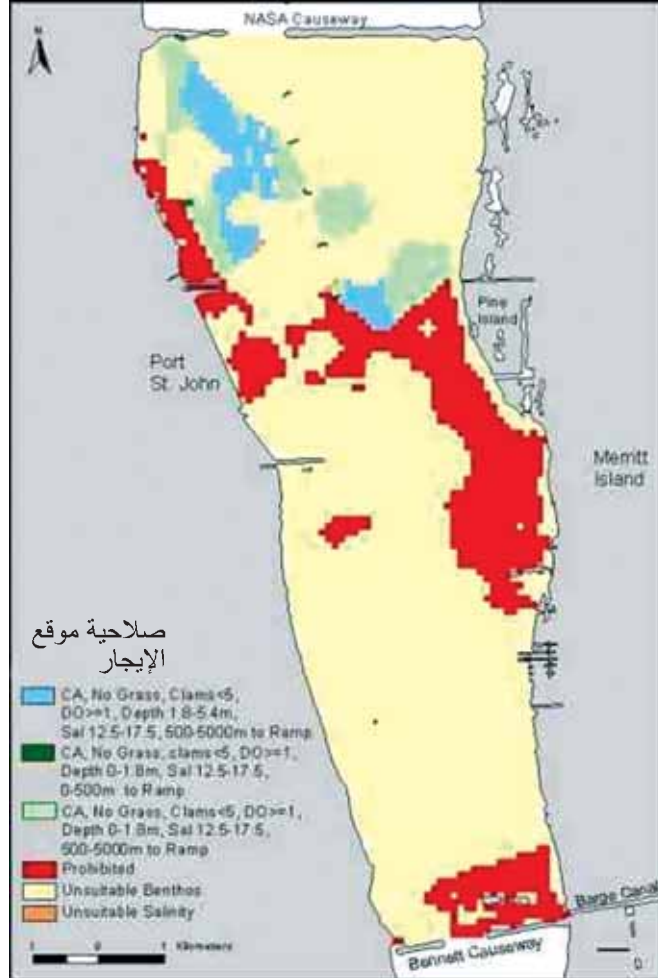 NASA Causeway
N
Pine
Island
Port
St. John
Merritt
Island
صلاحية موقع
الإيجار
CA, No Grass, Clams<5,
DO>=1, Depth 1.8-5.4m,
Sal 12.5-17.5, 500-5000m to Ramp
CA, No Grass, clams<5, DO>=1,
Depth 0-1.8m, Sal 12.5-17.5,
0-500m to Ramp
CA, No Grass, Clams<5, DO>=1,
Depth 0-1.8m, Sal 12.5-17.5,
500-5000m to Ramp
Prohibited
Unsuitable Benthos
Unsuitable Salinity
1 0 1 Kilometers
Barge Canal
Bennett Causeway